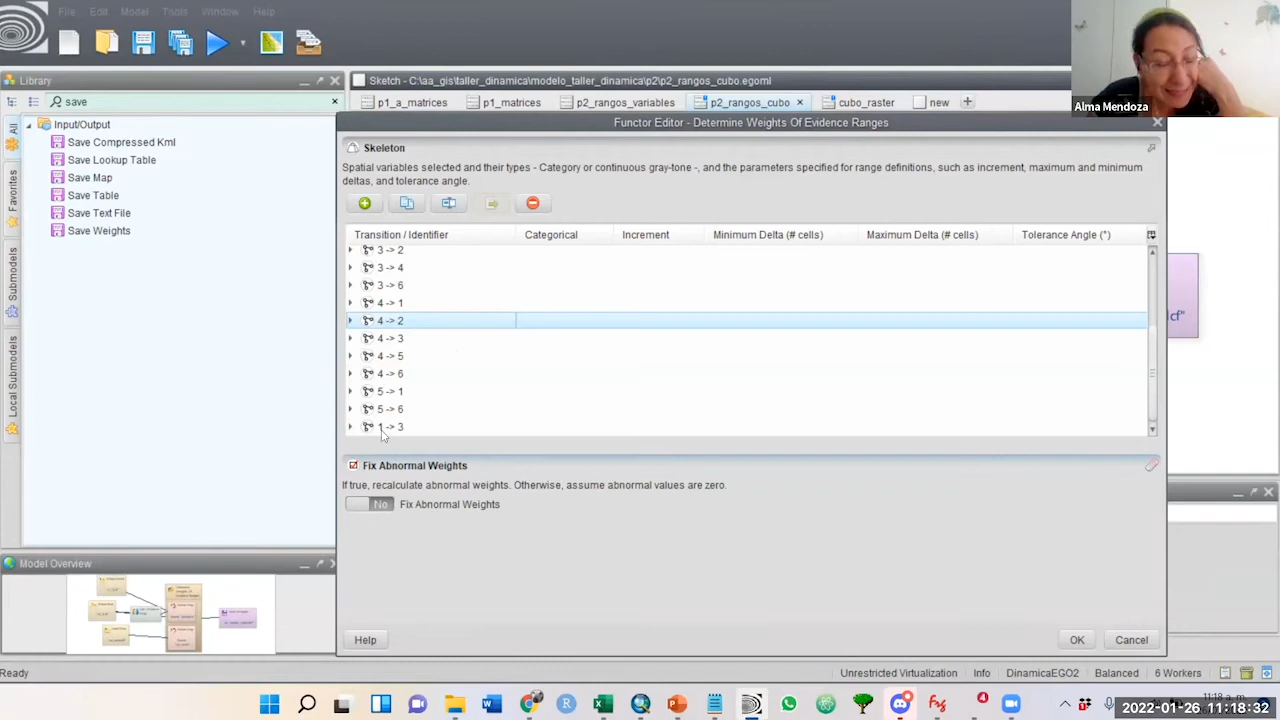 File Edit Model Tools Window Help
Alma Mendoza
Library
Sketch - C:\aa_gis\taller_dinamica\modelo_taller_dinamica\p2\p2_rangos_cubo.egoml
save
p1_a_matrices p1_matrices p2_rangos_variables p2_rangos_cubo cubo_raster new
All
Favorites
Submodels
Local Submodels
Input/Output
Save Compressed Kml
Save Lookup Table
Save Map
Save Table
Save Text File
Save Weights
Functor Editor - Determine Weights Of Evidence Ranges
Skeleton
Spatial variables selected and their types - Category or continuous gray-tone -, and the parameters specified for range definitions, such as increment, maximum and minimum
deltas, and tolerance angle.
Transition / Identifier Categorical Increment Minimum Delta (# cells) Maximum Delta (# cells) Tolerance Angle (°)
3 -> 2
3 -> 4
3 -> 6
4 -> 1
4 -> 2
4 -> 3
4 -> 5
4 -> 6
5 -> 1
5 -> 6
1 -> 3
Fix Abnormal Weights
If true, recalculate abnormal weights. Otherwise, assume abnormal values are zero.
No Fix Abnormal Weights
Help OK Cancel
Model Overview
Ready Unrestricted Virtualization Info DinamicaEGO2 Balanced 6 Workers
2022-01-26 11:18:32